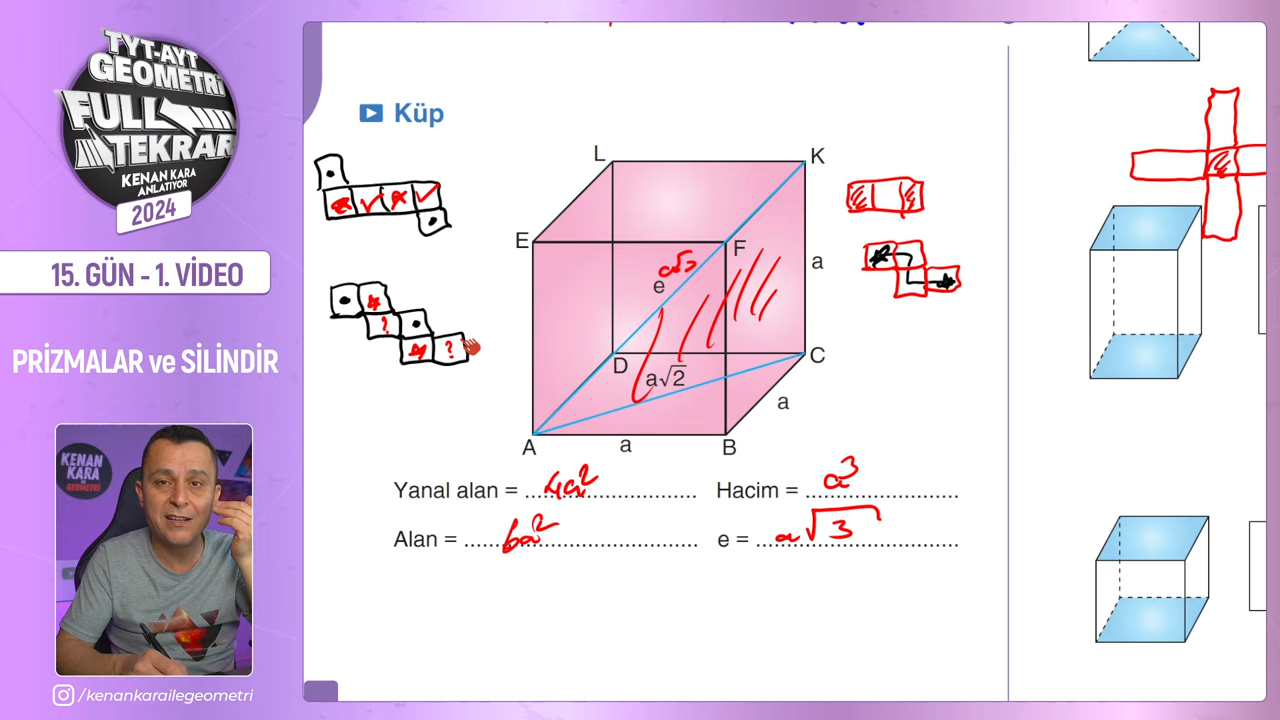 TYT-AYT
GEOMETRİ
FULL
TEKRAR
KENAN KARA
ANLATIYOR
2024
15. GÜN - 1. VİDEO
PRİZMALAR ve SİLİNDİR
KENAN
KARA
GEOMETRİ
/kenankarailegeometri
Küp
L
K
E
F
a√3
e
a
?
D
C
a√2
?
a
A
a
B
Yanal alan = 4a²
Hacim = a³
Alan = 6a²
e = a√3